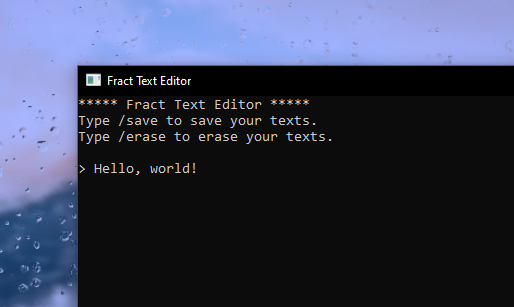 Fract Text Editor
***** Fract Text Editor *****
Type /save to save your texts.
Type /erase to erase your texts.
> Hello, world!